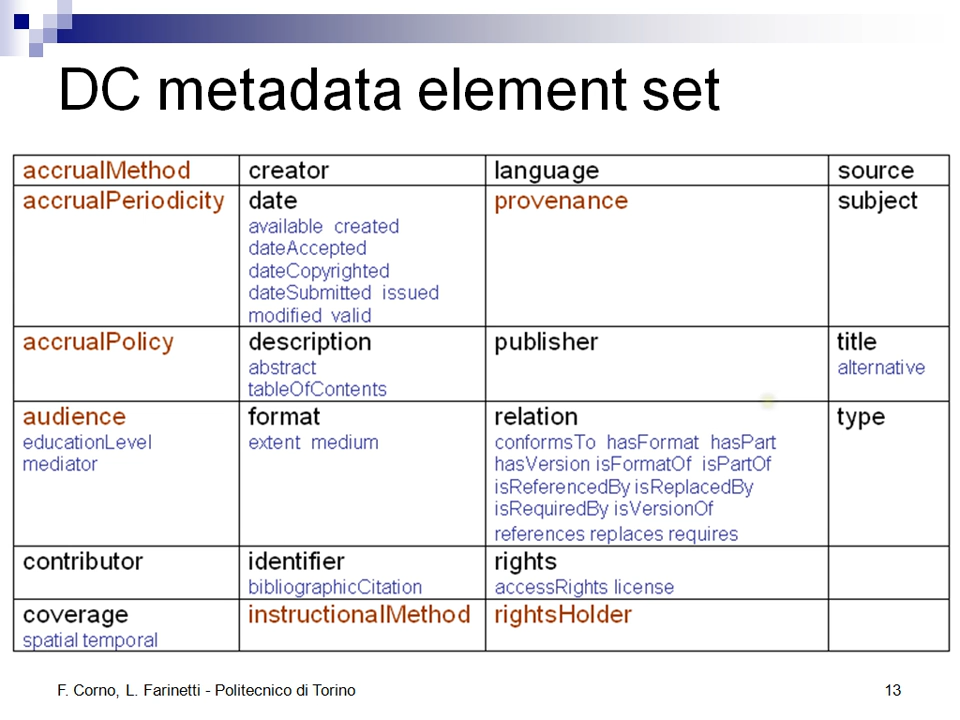 DC metadata element set
accrualMethod creator language source
accrualPeriodicity date provenance subject
available created
dateAccepted
dateCopyrighted
dateSubmitted issued
modified valid
accrualPolicy description publisher title
abstract alternative
tableOfContents
audience format relation type
educationLevel extent medium conformsTo hasFormat hasPart
mediator hasVersion isFormatOf isPartOf
isReferencedBy isReplacedBy
isRequiredBy isVersionOf
references replaces requires
contributor identifier rights
bibliographicCitation accessRights license
coverage instructionalMethod rightsHolder
spatial temporal
F. Corno, L. Farinetti - Politecnico di Torino 13